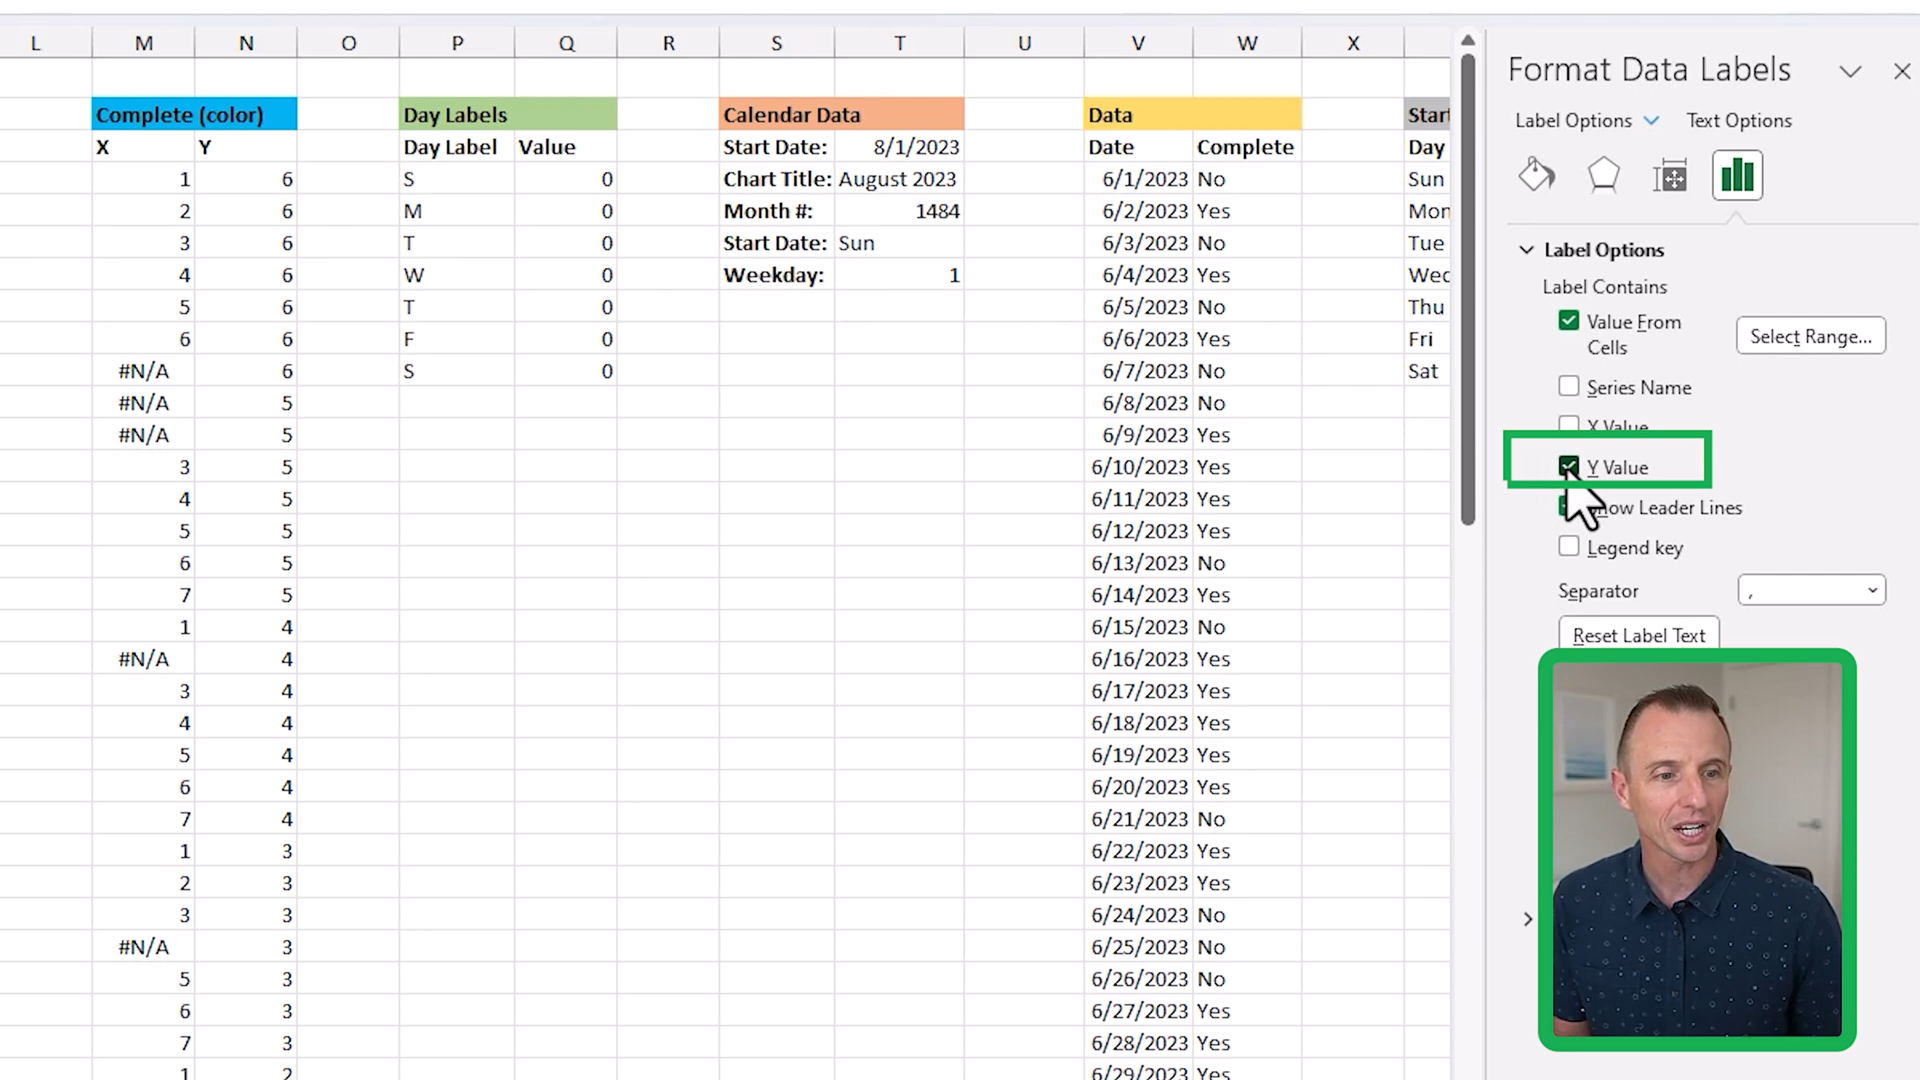 L M N O P Q R S T U V W X
Complete (color) Day Labels Calendar Data Data Start
X Y Day Label Value Start Date: 8/1/2023 Date Complete Day
1 6 S 0 Chart Title: August 2023 6/1/2023 No Sun
2 6 M 0 Month #: 1484 6/2/2023 Yes Mon
3 6 T 0 Start Date: Sun 6/3/2023 No Tue
4 6 W 0 Weekday: 1 6/4/2023 Yes Wed
5 6 T 0 6/5/2023 No Thu
6 6 F 0 6/6/2023 Yes Fri
#N/A 6 S 0 6/7/2023 No Sat
#N/A 5 6/8/2023 No
#N/A 5 6/9/2023 Yes
3 5 6/10/2023 Yes
4 5 6/11/2023 Yes
5 5 6/12/2023 Yes
6 5 6/13/2023 No
7 5 6/14/2023 Yes
1 4 6/15/2023 No
#N/A 4 6/16/2023 Yes
3 4 6/17/2023 Yes
4 4 6/18/2023 Yes
5 4 6/19/2023 Yes
6 4 6/20/2023 Yes
7 4 6/21/2023 No
1 3 6/22/2023 Yes
2 3 6/23/2023 Yes
3 3 6/24/2023 No
#N/A 3 6/25/2023 No
5 3 6/26/2023 No
6 3 6/27/2023 Yes
7 3 6/28/2023 Yes
1 2 6/29/2023 Yes
Format Data Labels
Label Options Text Options
Label Options
Label Contains
Value From
Cells
Select Range...
Series Name
X Value
Y Value
Show Leader Lines
Legend key
Separator ,
Reset Label Text